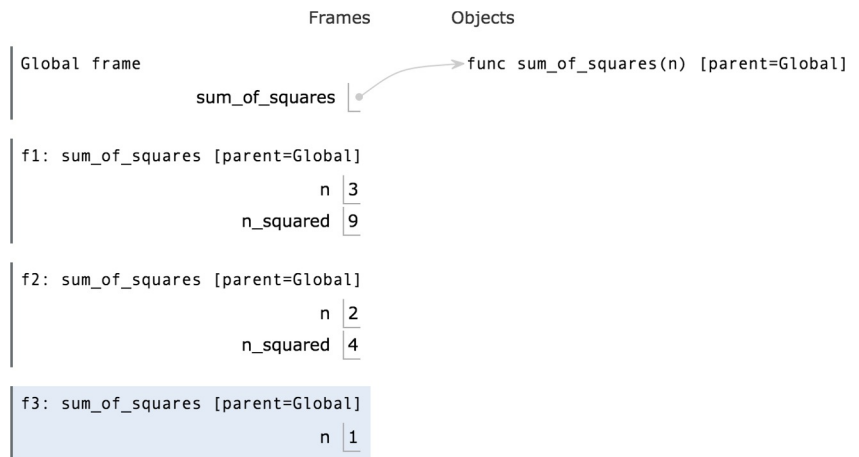 Frames Objects
Global frame func sum_of_squares(n) [parent=Global]
sum_of_squares
f1: sum_of_squares [parent=Global]
n 3
n_squared 9
f2: sum_of_squares [parent=Global]
n 2
n_squared 4
f3: sum_of_squares [parent=Global]
n 1